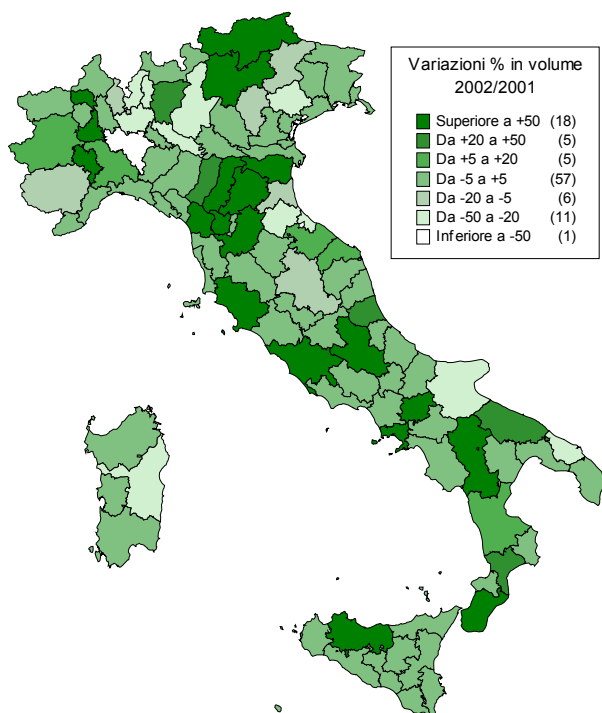 Variazioni % in volume
2002/2001
Superiore a +50 (18)
Da +20 a +50 (5)
Da +5 a +20 (5)
Da -5 a +5 (57)
Da -20 a -5 (6)
Da -50 a -20 (11)
Inferiore a -50 (1)